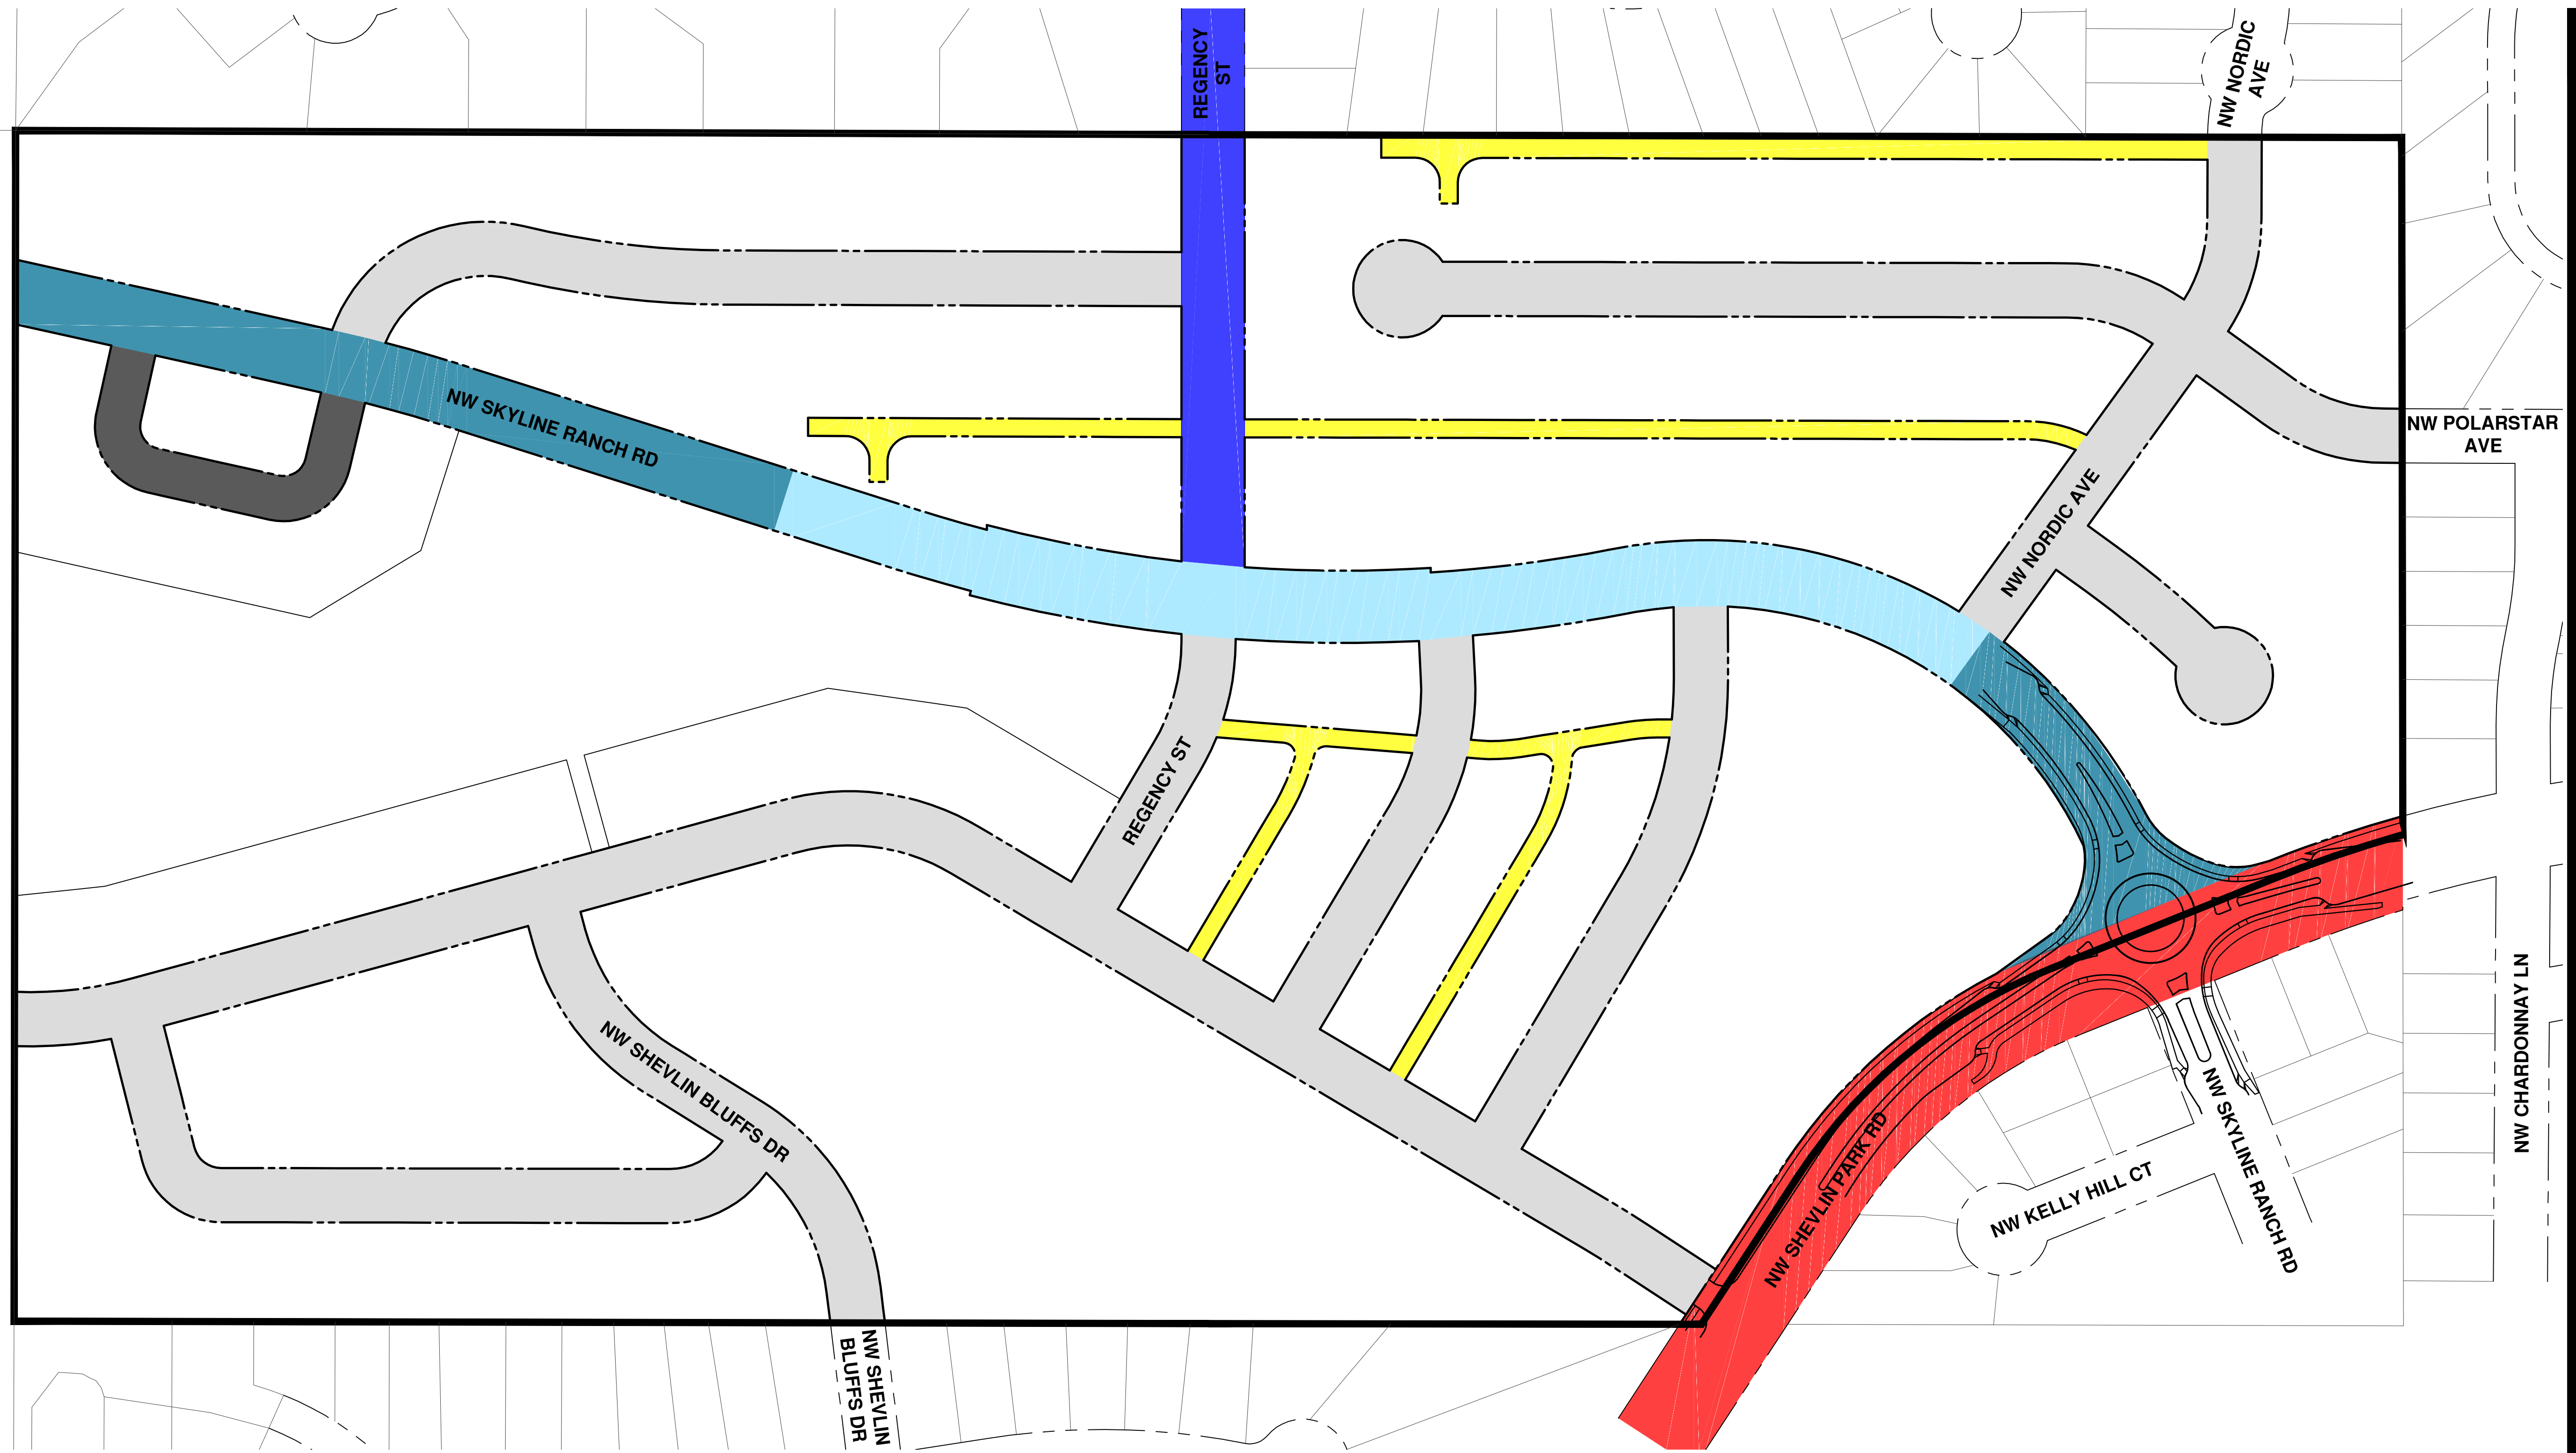 REGENCY
ST
NW NORDIC
AVE
NW SKYLINE RANCH RD
NW POLARSTAR
AVE
NW NORDIC AVE
REGENCY ST
NW SHEVLIN BLUFFS DR
NW SHEVLIN PARK RD
NW KELLY HILL CT
NW SKYLINE RANCH RD
NW CHARDONNAY LN
NW SHEVLIN
BLUFFS DR